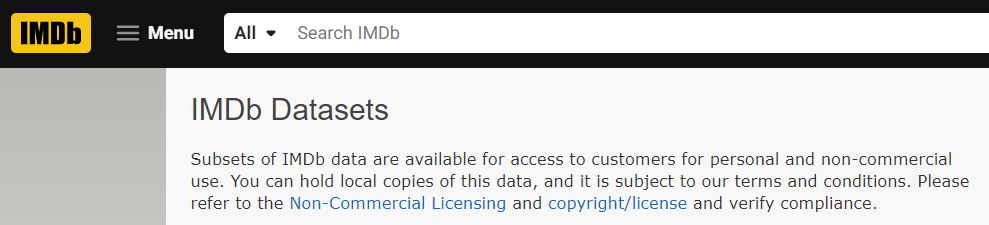 IMDb Menu All Search IMDb
IMDb Datasets
Subsets of IMDb data are available for access to customers for personal and non-commercial
use. You can hold local copies of this data, and it is subject to our terms and conditions. Please
refer to the Non-Commercial Licensing and copyright/license and verify compliance.